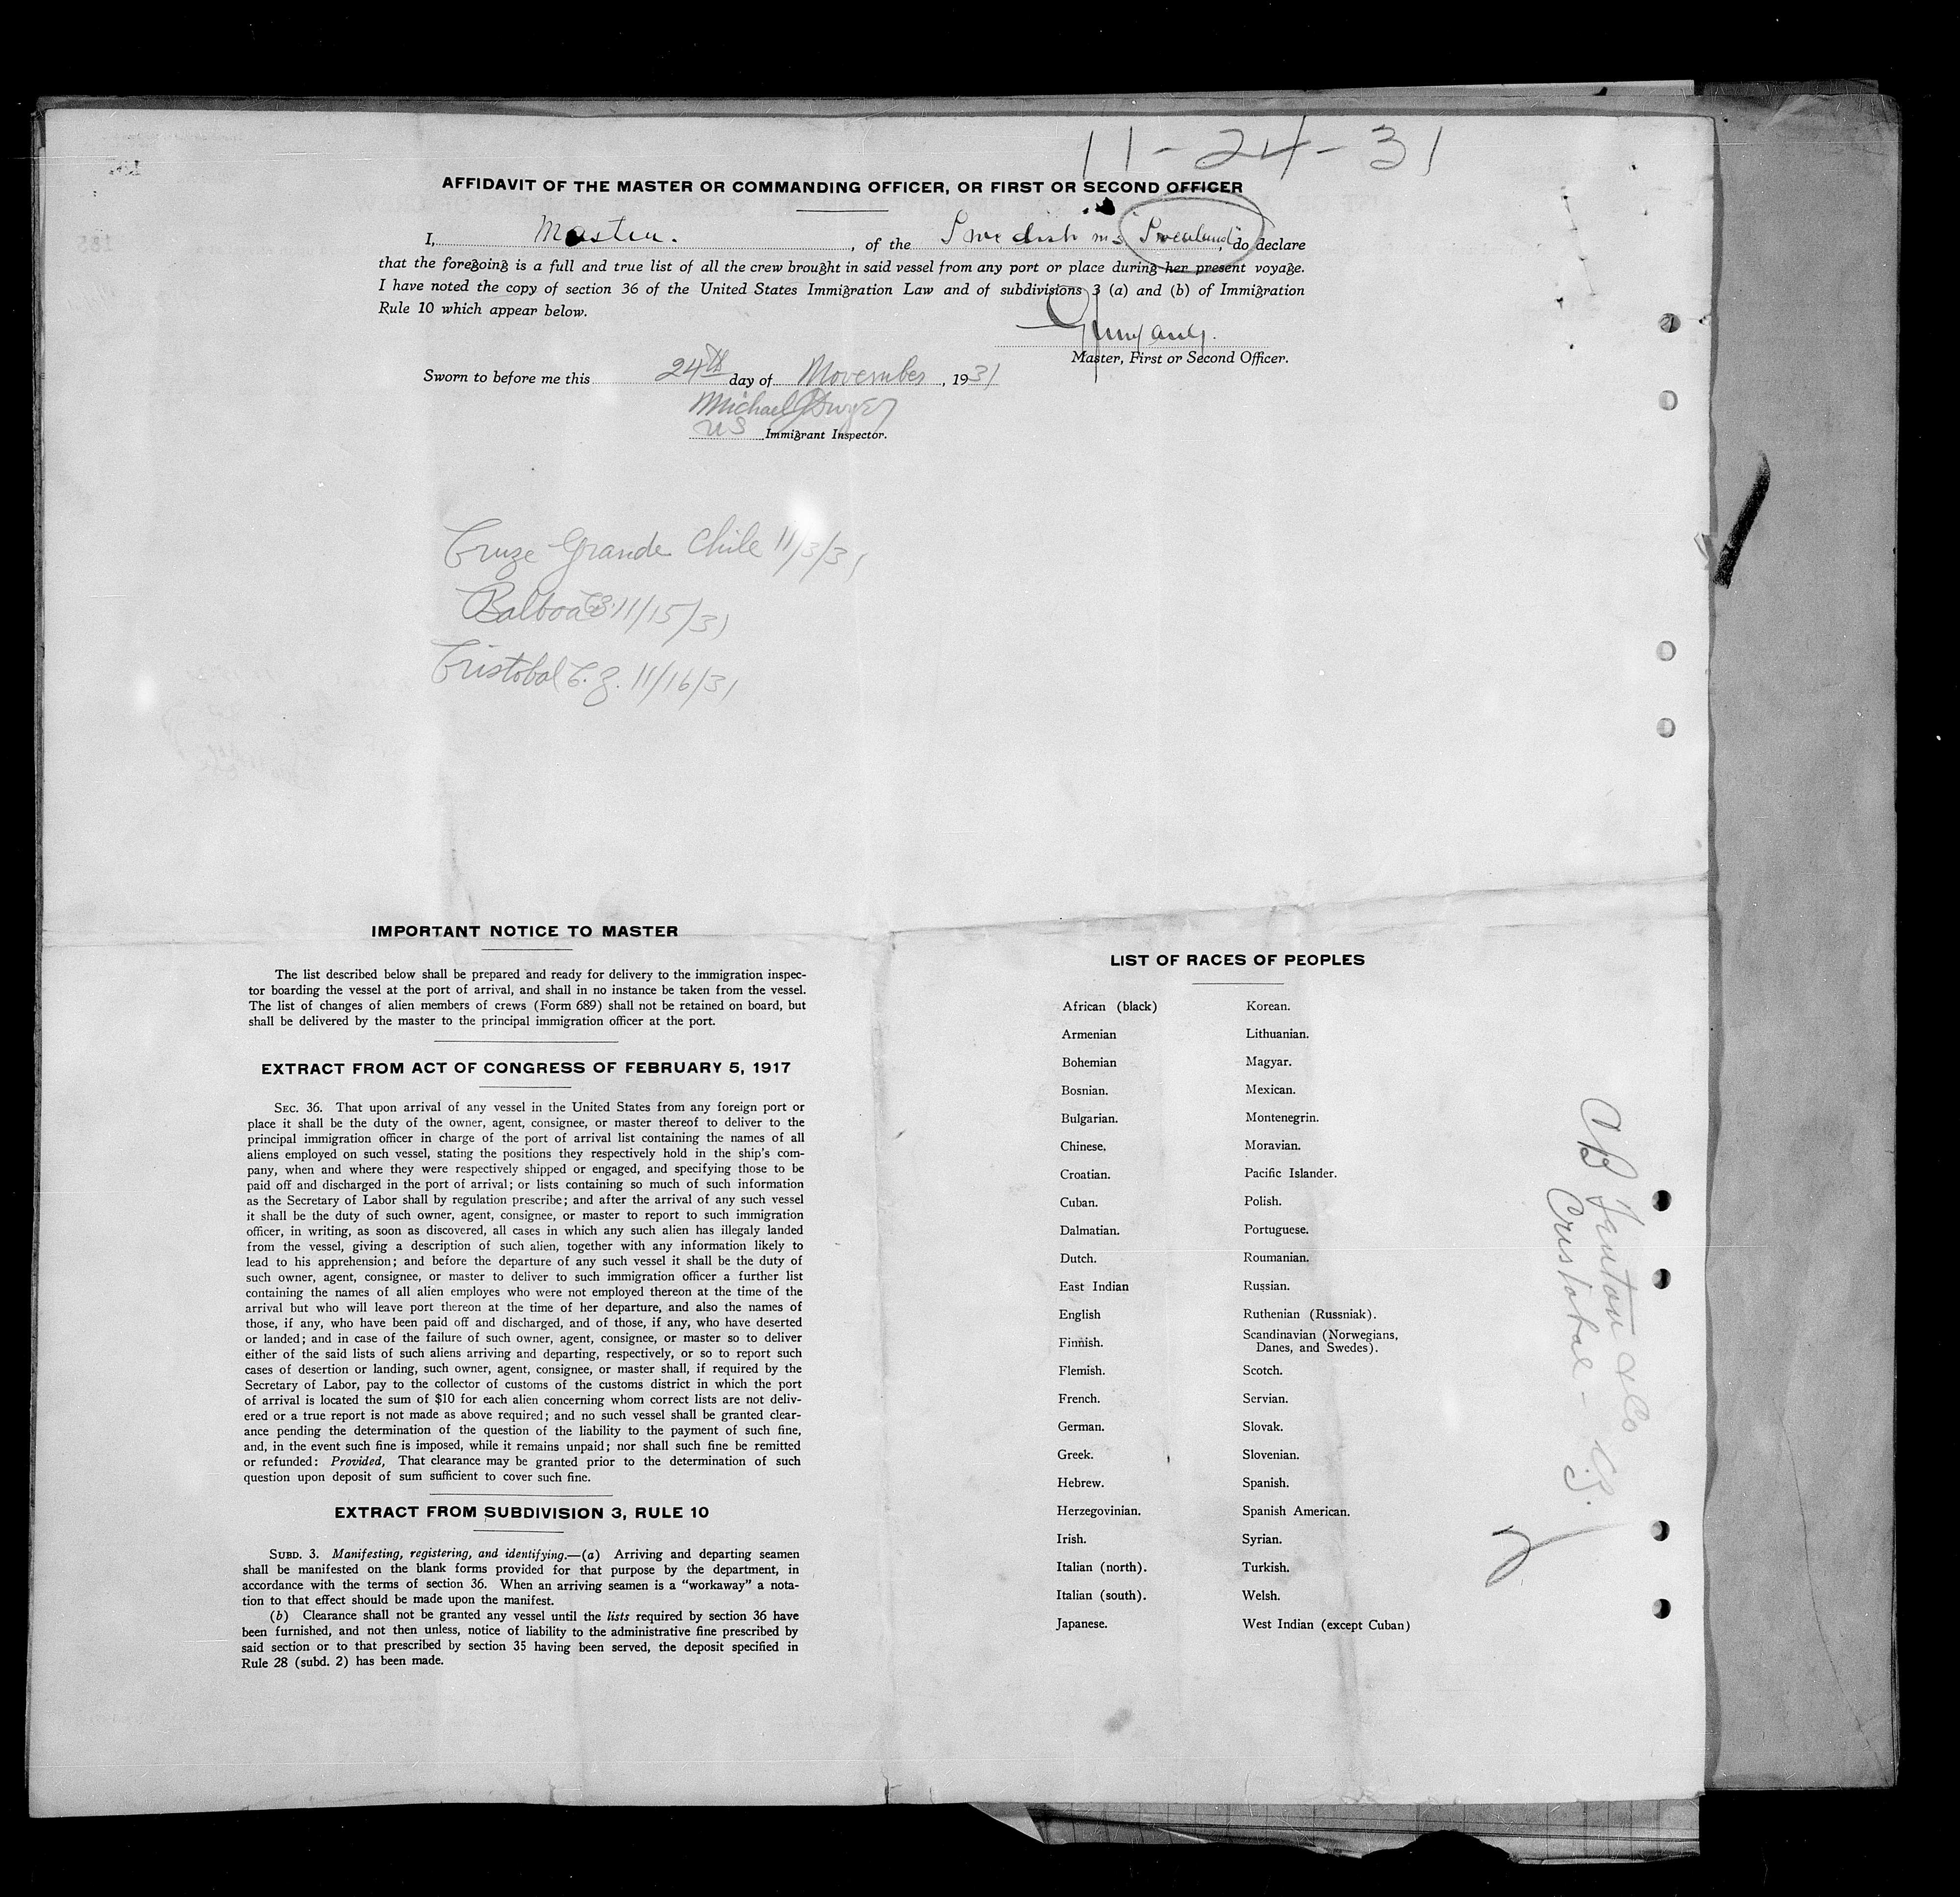 11-24-31
AFFIDAVIT OF THE MASTER OR COMMANDING OFFICER, OR FIRST OR SECOND OFFICER
I, Master. , of the Swedish ms "Svealand", do declare
that the foregoing is a full and true list of all the crew brought in said vessel from any port or place during her present voyage.
I have noted the copy of section 36 of the United States Immigration Law and of subdivisions 3 (a) and (b) of Immigration
Rule 10 which appear below.
Master, First or Second Officer.
Sworn to before me this 24th day of November, 1931
Michael J Dwyer
US Immigrant Inspector.
Cruze Grande Chile 11/3/31
Balboa C.Z. 11/15/31
Cristobal C.Z. 11/16/31
IMPORTANT NOTICE TO MASTER
The list described below shall be prepared and ready for delivery to the immigration inspec-
tor boarding the vessel at the port of arrival, and shall in no instance be taken from the vessel.
The list of changes of alien members of crews (Form 689) shall not be retained on board, but
shall be delivered by the master to the principal immigration officer at the port.
EXTRACT FROM ACT OF CONGRESS OF FEBRUARY 5, 1917
SEC. 36. That upon arrival of any vessel in the United States from any foreign port or
place it shall be the duty of the owner, agent, consignee, or master thereof to deliver to the
principal immigration officer in charge of the port of arrival list containing the names of all
aliens employed on such vessel, stating the positions they respectively hold in the ship's com-
pany, when and where they were respectively shipped or engaged, and specifying those to be
paid off and discharged in the port of arrival; or lists containing so much of such information
as the Secretary of Labor shall by regulation prescribe; and after the arrival of any such vessel
it shall be the duty of such owner, agent, consignee, or master to report to such immigration
officer, in writing, as soon as discovered, all cases in which any such alien has illegaly landed
from the vessel, giving a description of such alien, together with any information likely to
lead to his apprehension; and before the departure of any such vessel it shall be the duty of
such owner, agent, consignee, or master to deliver to such immigration officer a further list
containing the names of all alien employes who were not employed thereon at the time of the
arrival but who will leave port thereon at the time of her departure, and also the names of
those, if any, who have been paid off and discharged, and of those, if any, who have deserted
or landed; and in case of the failure of such owner, agent, consignee, or master so to deliver
either of the said lists of such aliens arriving and departing, respectively, or so to report such
cases of desertion or landing, such owner, agent, consignee, or master shall, if required by the
Secretary of Labor, pay to the collector of customs of the customs district in which the port
of arrival is located the sum of $10 for each alien concerning whom correct lists are not deliv-
ered or a true report is not made as above required; and no such vessel shall be granted clear-
ance pending the determination of the question of the liability to the payment of such fine,
and, in the event such fine is imposed, while it remains unpaid; nor shall such fine be remitted
or refunded: Provided, That clearance may be granted prior to the determination of such
question upon deposit of sum sufficient to cover such fine.
EXTRACT FROM SUBDIVISION 3, RULE 10
SUBD. 3. Manifesting, registering, and identifying.—(a) Arriving and departing seamen
shall be manifested on the blank forms provided for that purpose by the department, in
accordance with the terms of section 36. When an arriving seamen is a "workaway" a nota-
tion to that effect should be made upon the manifest.
(b) Clearance shall not be granted any vessel until the lists required by section 36 have
been furnished, and not then unless, notice of liability to the administrative fine prescribed by
said section or to that prescribed by section 35 having been served, the deposit specified in
Rule 28 (subd. 2) has been made.
LIST OF RACES OF PEOPLES
African (black) Korean.
Armenian Lithuanian.
Bohemian Magyar.
Bosnian. Mexican.
Bulgarian. Montenegrin.
Chinese. Moravian.
Croatian. Pacific Islander.
Cuban. Polish.
Dalmatian. Portuguese.
Dutch. Roumanian.
East Indian Russian.
English Ruthenian (Russniak).
Finnish. Scandinavian (Norwegians,
Danes, and Swedes).
Flemish. Scotch.
French. Servian.
German. Slovak.
Greek. Slovenian.
Hebrew. Spanish.
Herzegovinian. Spanish American.
Irish. Syrian.
Italian (north). Turkish.
Italian (south). Welsh.
Japanese. West Indian (except Cuban)
CB Fenton & Co
Cristobal - C.Z.